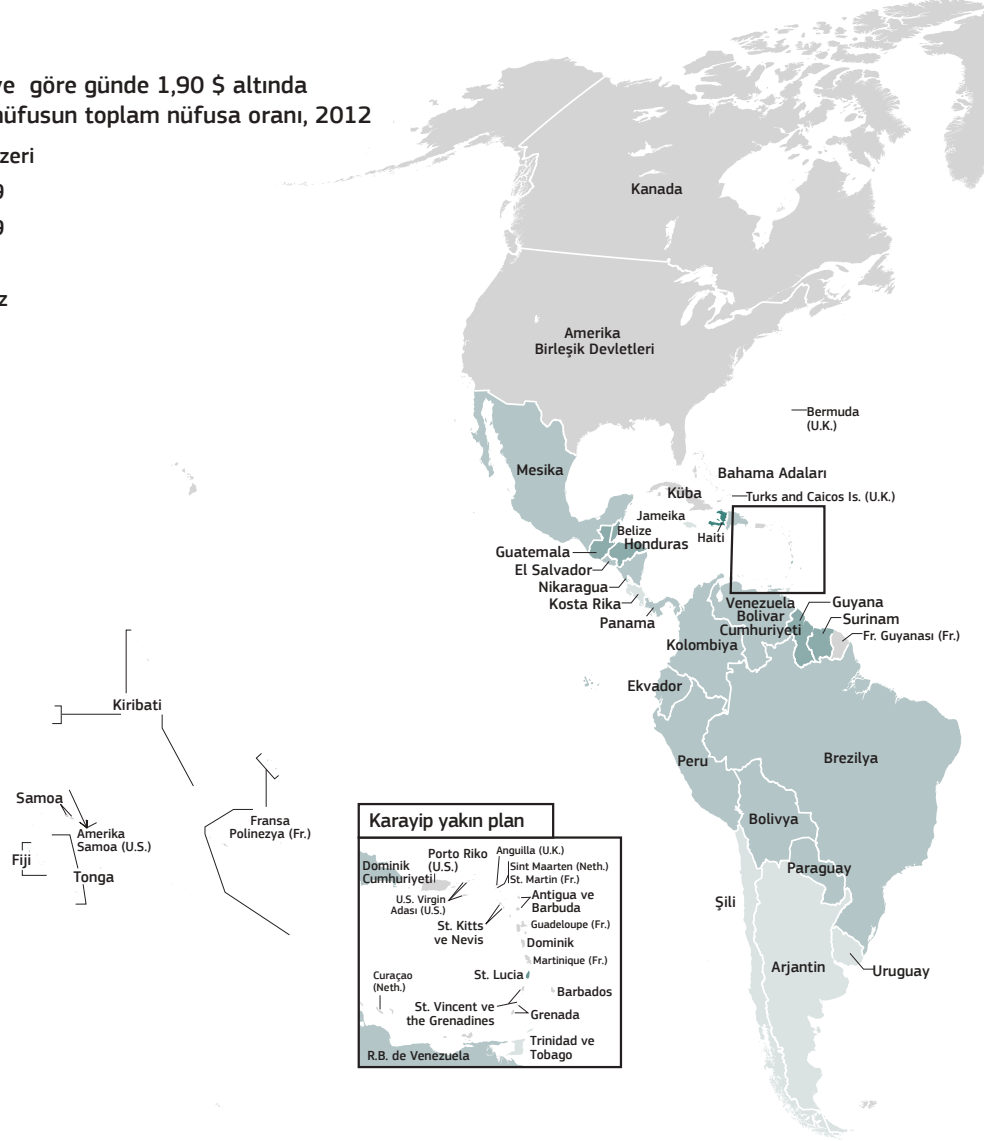 ve göre günde 1,90 $ altında
nüfusun toplam nüfusa oranı, 2012
zeri
9
9
z
Kanada
Amerika
Birleşik Devletleri
Bermuda
(U.K.)
Mesika
Bahama Adaları
Küba
Turks and Caicos Is. (U.K.)
Jameika
Belize
Haiti
Honduras
Guatemala
El Salvador
Nikaragua
Kosta Rika
Panama
Venezuela
Bolivar
Cumhuriyeti
Guyana
Surinam
Fr. Guyanası (Fr.)
Kolombiya
Ekvador
Kiribati
Peru
Brezilya
Samoa
Amerika
Samoa (U.S.)
Fransa
Polinezya (Fr.)
Fiji
Tonga
Bolivya
Paraguay
Şili
Arjantin
Uruguay
Karayip yakın plan
Dominik
Cumhuriyeti
Porto Riko
(U.S.)
Anguilla (U.K.)
Sint Maarten (Neth.)
St. Martin (Fr.)
U.S. Virgin
Adası (U.S.)
Antigua ve
Barbuda
St. Kitts
ve Nevis
Guadeloupe (Fr.)
Dominik
Martinique (Fr.)
St. Lucia
Curaçao
(Neth.)
Barbados
St. Vincent ve
the Grenadines
Grenada
Trinidad ve
Tobago
R.B. de Venezuela